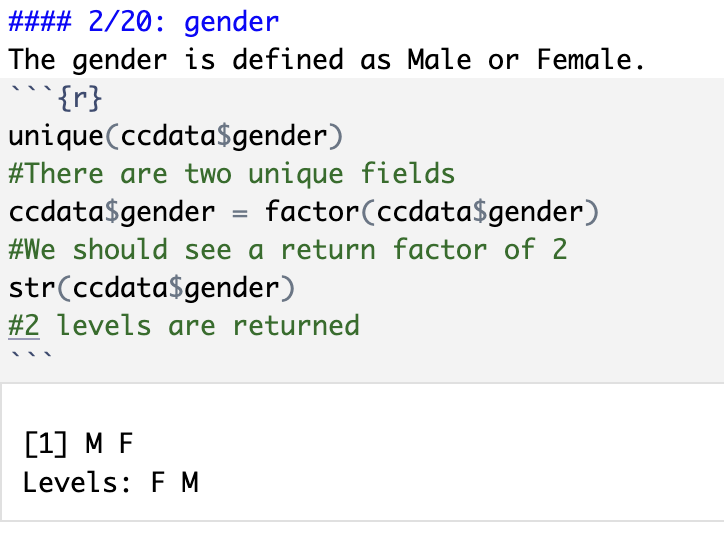 #### 2/20: gender
The gender is defined as Male or Female.
```{r}
unique(ccdata$gender)
#There are two unique fields
ccdata$gender = factor(ccdata$gender)
#We should see a return factor of 2
str(ccdata$gender)
#2 levels are returned
```
[1] M F
Levels: F M